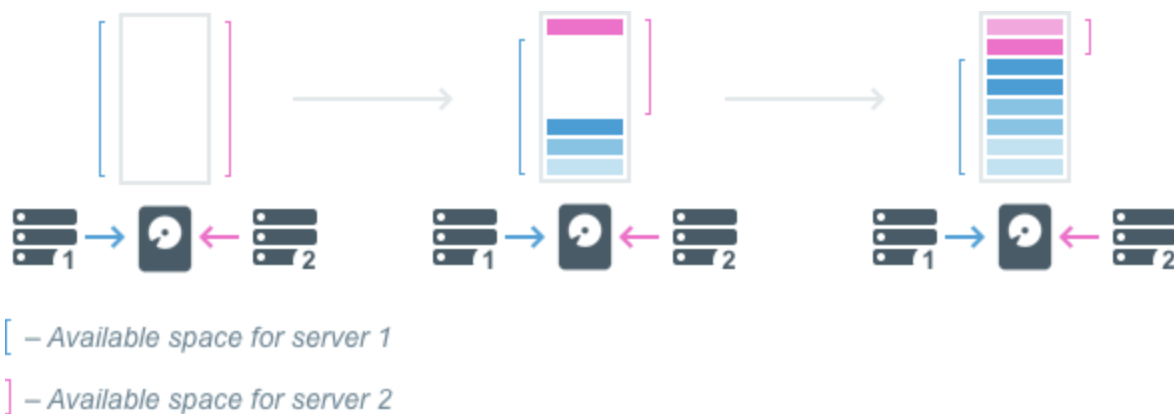 1 2 1 2 1 2
[ – Available space for server 1
] – Available space for server 2